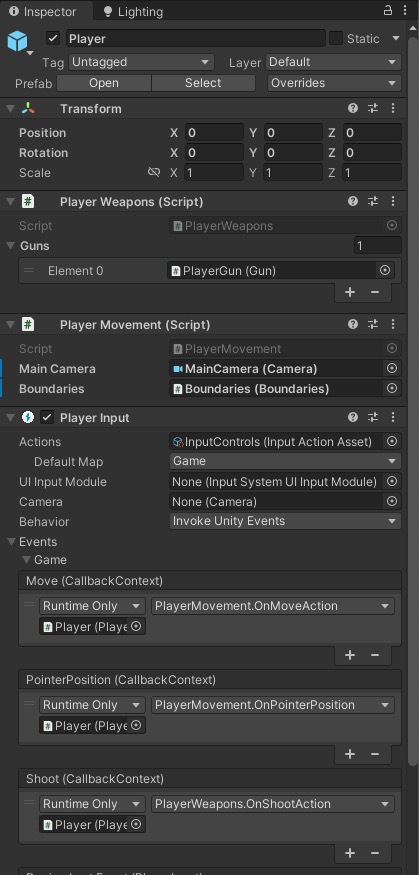 Inspector
Lighting
Player Static
Tag Untagged Layer Default
Prefab Open Select Overrides
Transform
Position X 0 Y 0 Z 0
Rotation X 0 Y 0 Z 0
Scale X 1 Y 1 Z 1
# Player Weapons (Script)
Script # PlayerWeapons
Guns 1
= Element 0 # PlayerGun (Gun)
+ −
# Player Movement (Script)
Script # PlayerMovement
Main Camera MainCamera (Camera)
Boundaries # Boundaries (Boundaries)
Player Input
Actions InputControls (Input Action Asset)
Default Map Game
UI Input Module None (Input System UI Input Module)
Camera None (Camera)
Behavior Invoke Unity Events
Events
Game
Move (CallbackContext)
= Runtime Only PlayerMovement.OnMoveAction
# Player (Playe
+ −
PointerPosition (CallbackContext)
= Runtime Only PlayerMovement.OnPointerPosition
# Player (Playe
+ −
Shoot (CallbackContext)
= Runtime Only PlayerWeapons.OnShootAction
# Player (Playe
+ −